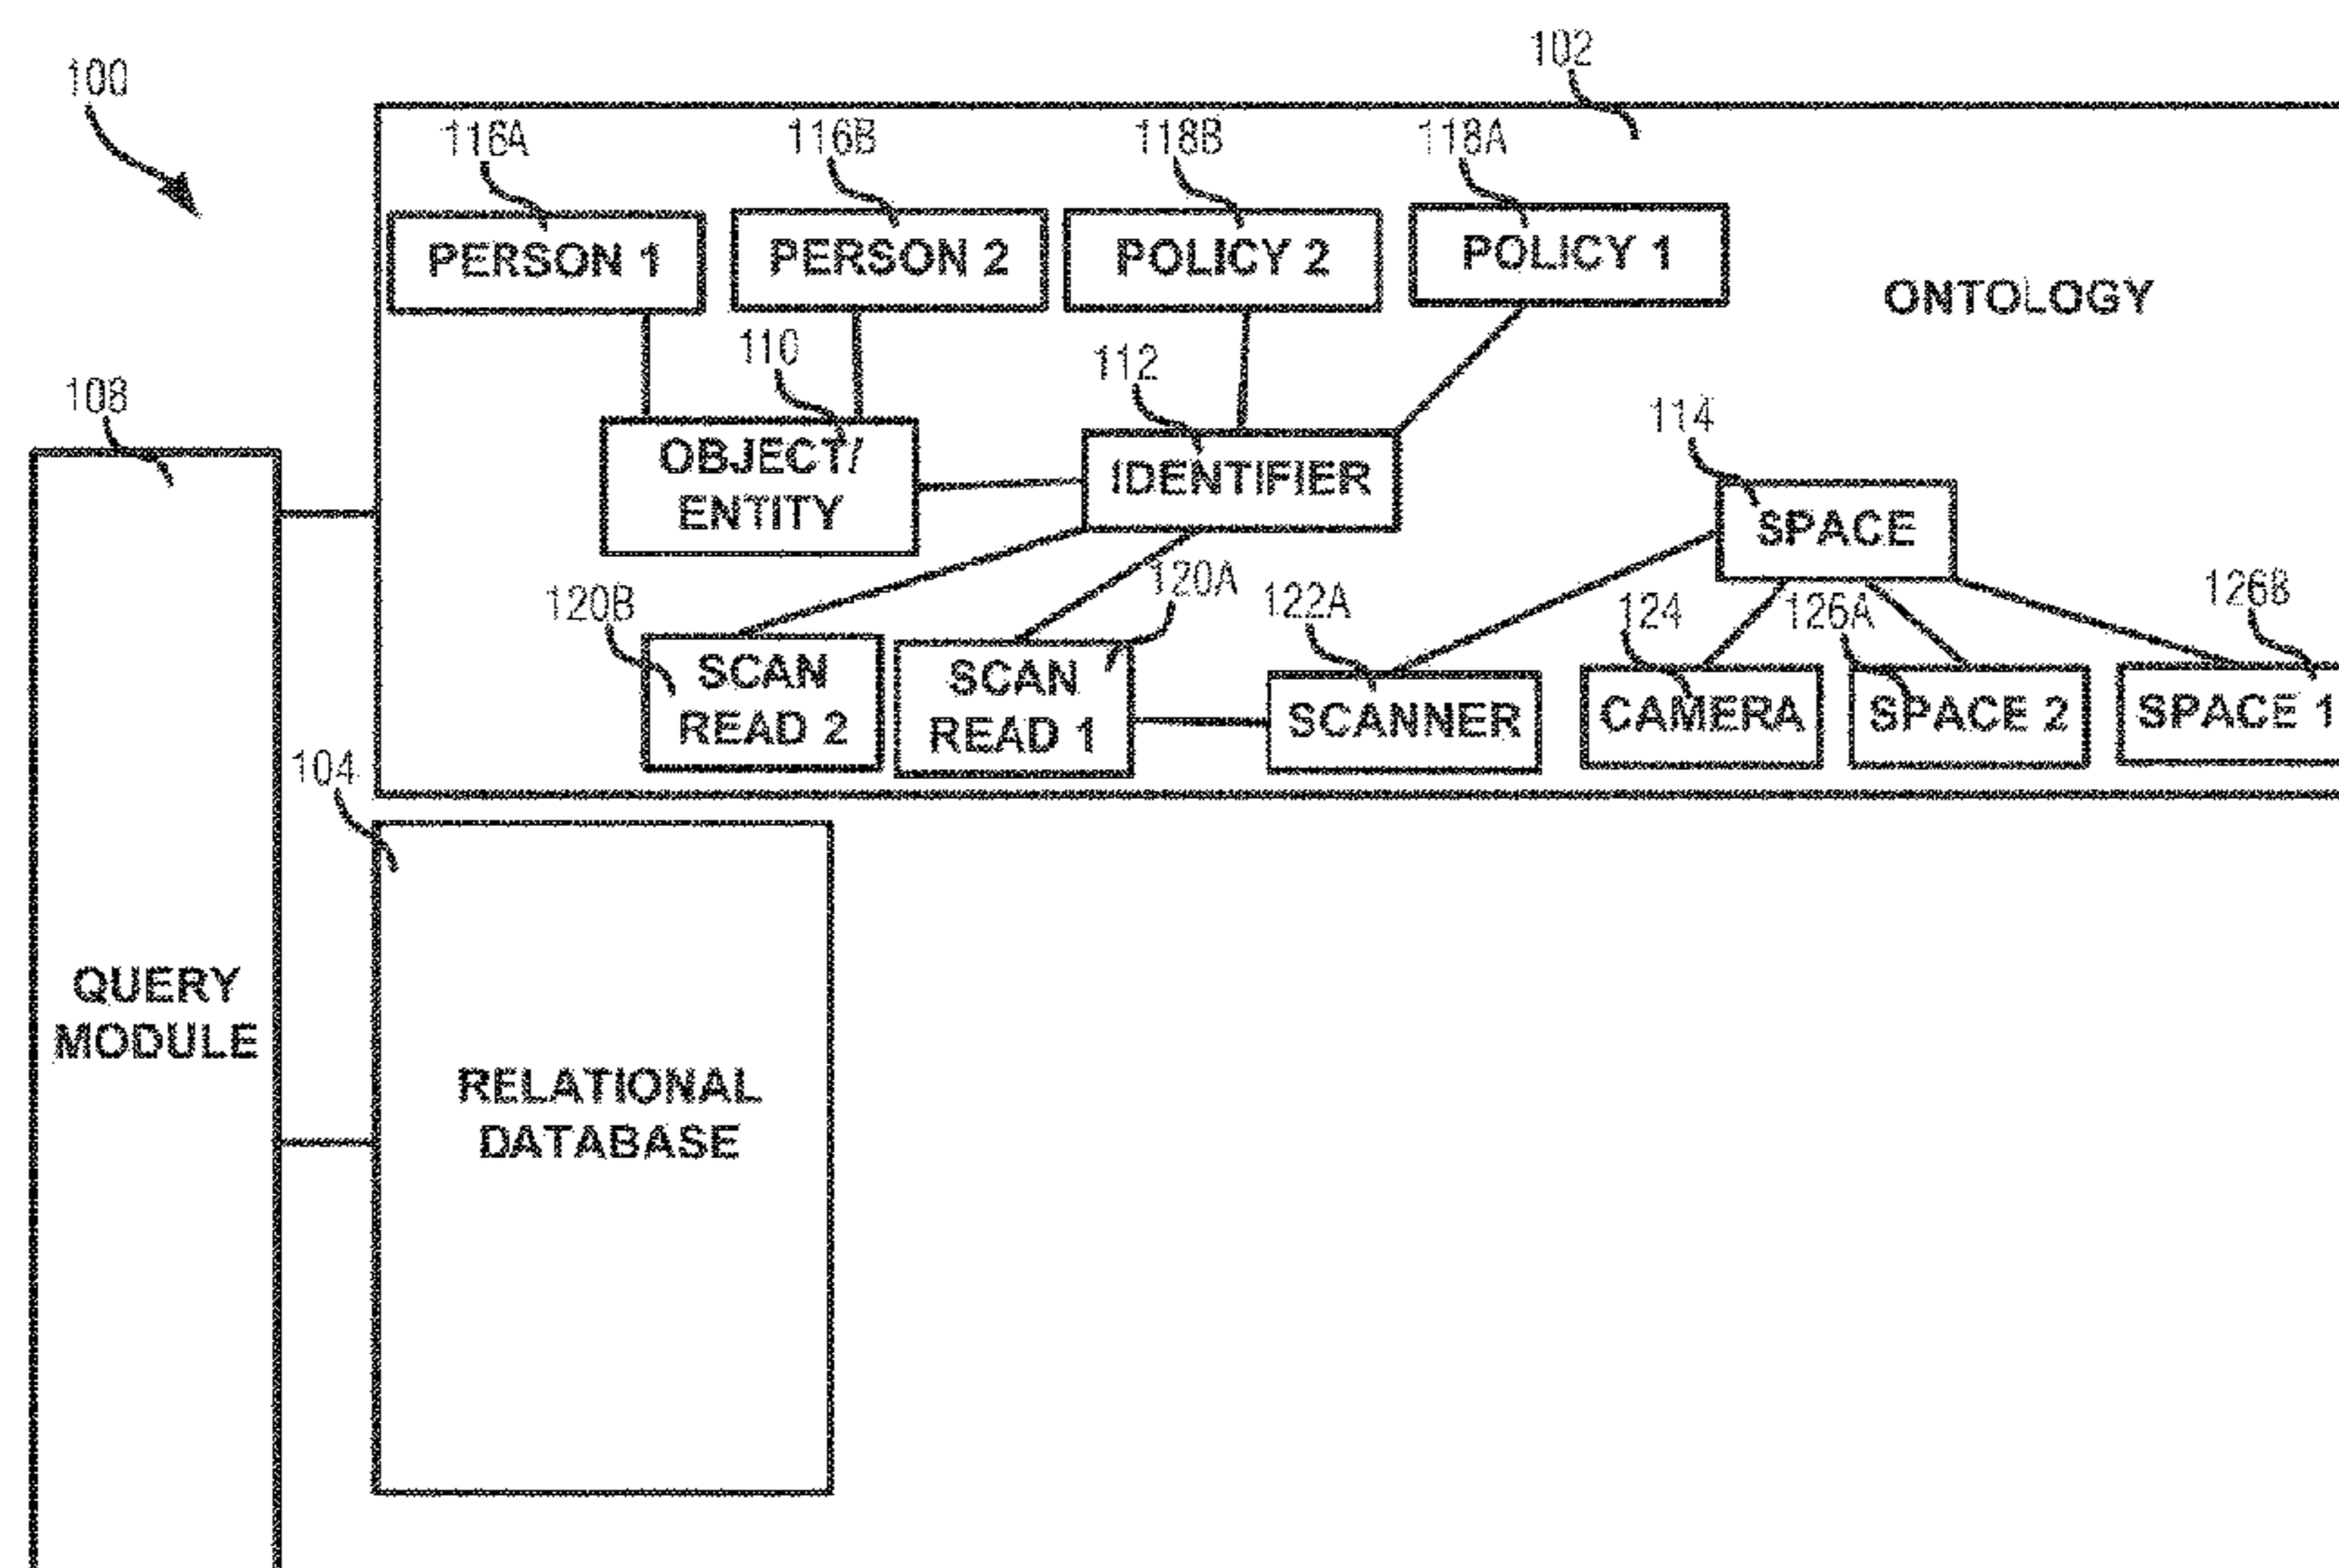 102
100
116A
116B
118B
118A
PERSON 1
PERSON 2
POLICY 2
POLICY 1
ONTOLOGY
110
112
108
114
OBJECT/
ENTITY
IDENTIFIER
SPACE
120B
120A
122A
124
126A
126B
SCAN
READ 2
SCAN
READ 1
SCANNER
CAMERA
SPACE 2
SPACE 1
104
QUERY
MODULE
RELATIONAL
DATABASE